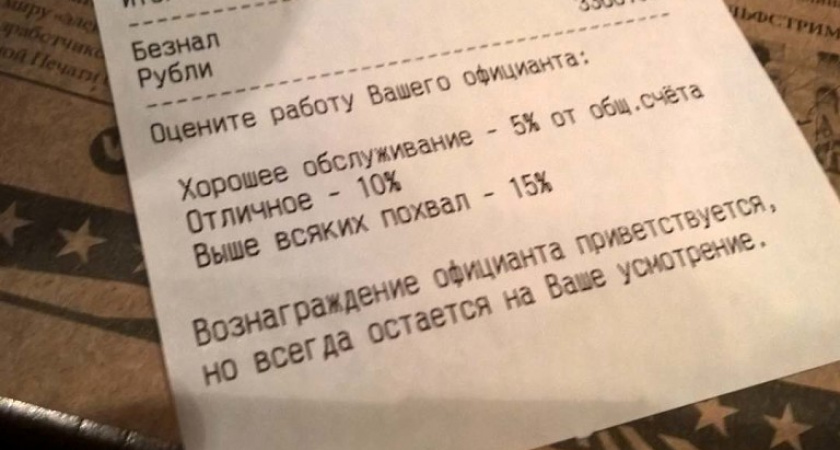 Безнал
Рубли
Оцените работу Вашего официанта:
Хорошее обслуживание - 5% от общ.счёта
Отличное - 10%
Выше всяких похвал - 15%
Вознаграждение официанта приветствуется,
но всегда остается на Ваше усмотрение.